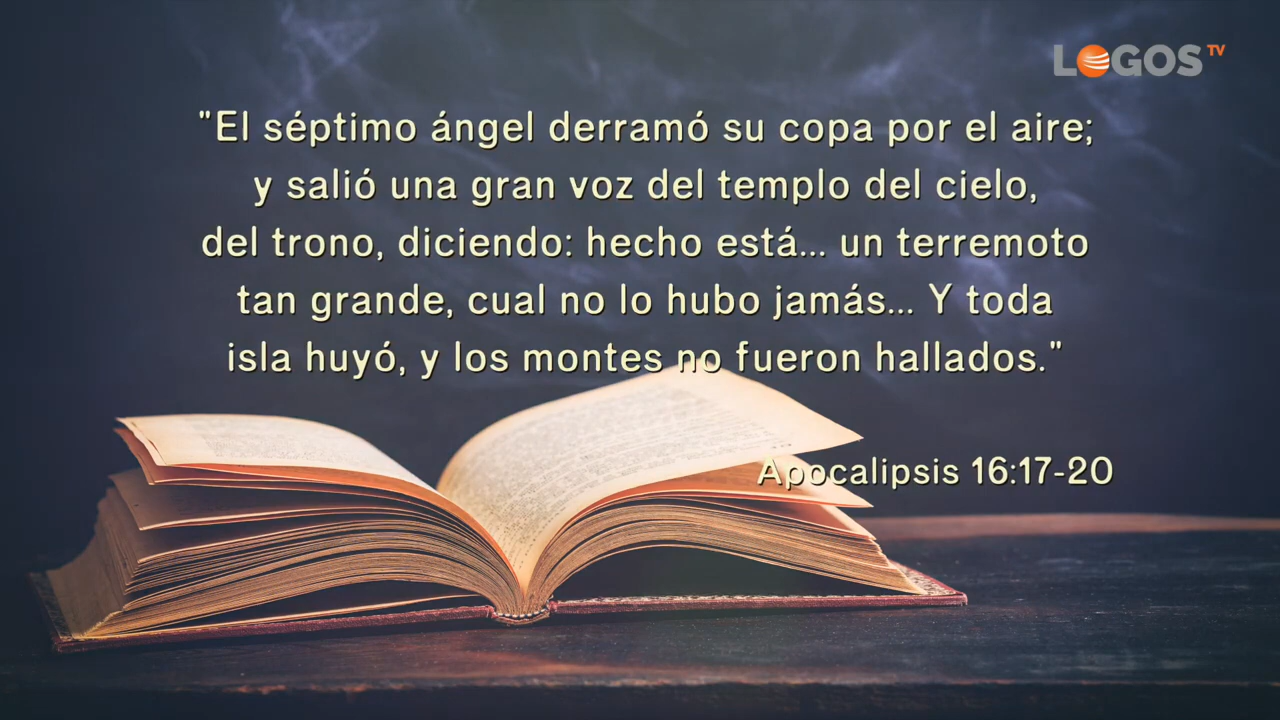 LOGOS TV
"El séptimo ángel derramó su copa por el aire;
y salió una gran voz del templo del cielo,
del trono, diciendo: hecho está... un terremoto
tan grande, cual no lo hubo jamás... Y toda
isla huyó, y los montes no fueron hallados."
Apocalipsis 16:17-20